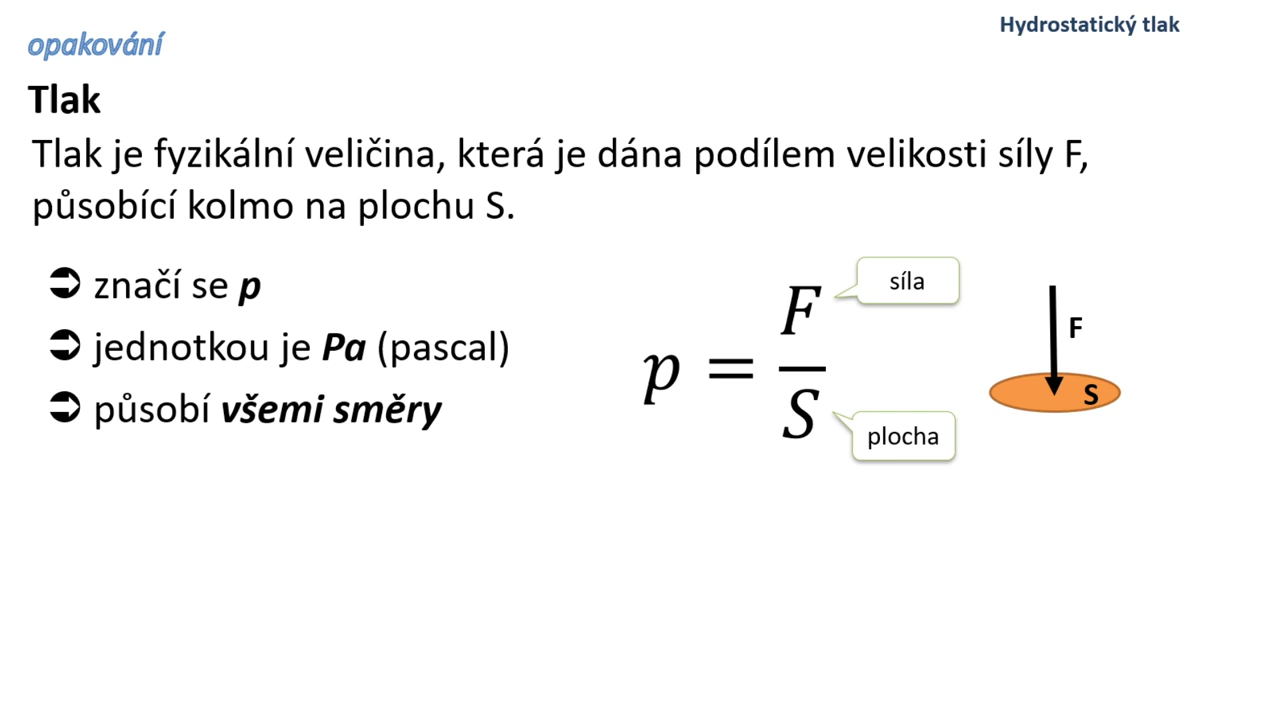 Hydrostatický tlak
opakování
Tlak
Tlak je fyzikální veličina, která je dána podílem velikosti síly F,
působící kolmo na plochu S.
➲ značí se p
➲ jednotkou je Pa (pascal)
➲ působí všemi směry
p = F/S
síla
plocha
F
S